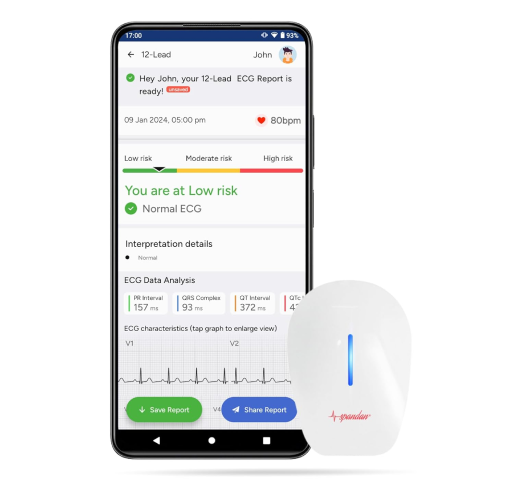 17:00
93%
12-Lead
John
Hey John, your 12-Lead ECG Report is
ready! unsaved
09 Jan 2024, 05:00 pm
80bpm
Low risk
Moderate risk
High risk
You are at Low risk
Normal ECG
Interpretation details
Normal
ECG Data Analysis
PR Interval
157 ms
QRS Complex
93 ms
QT Interval
372 ms
QTc
ECG characteristics (tap graph to enlarge view)
V1
V2
Save Report
V4
Share Report
spandan